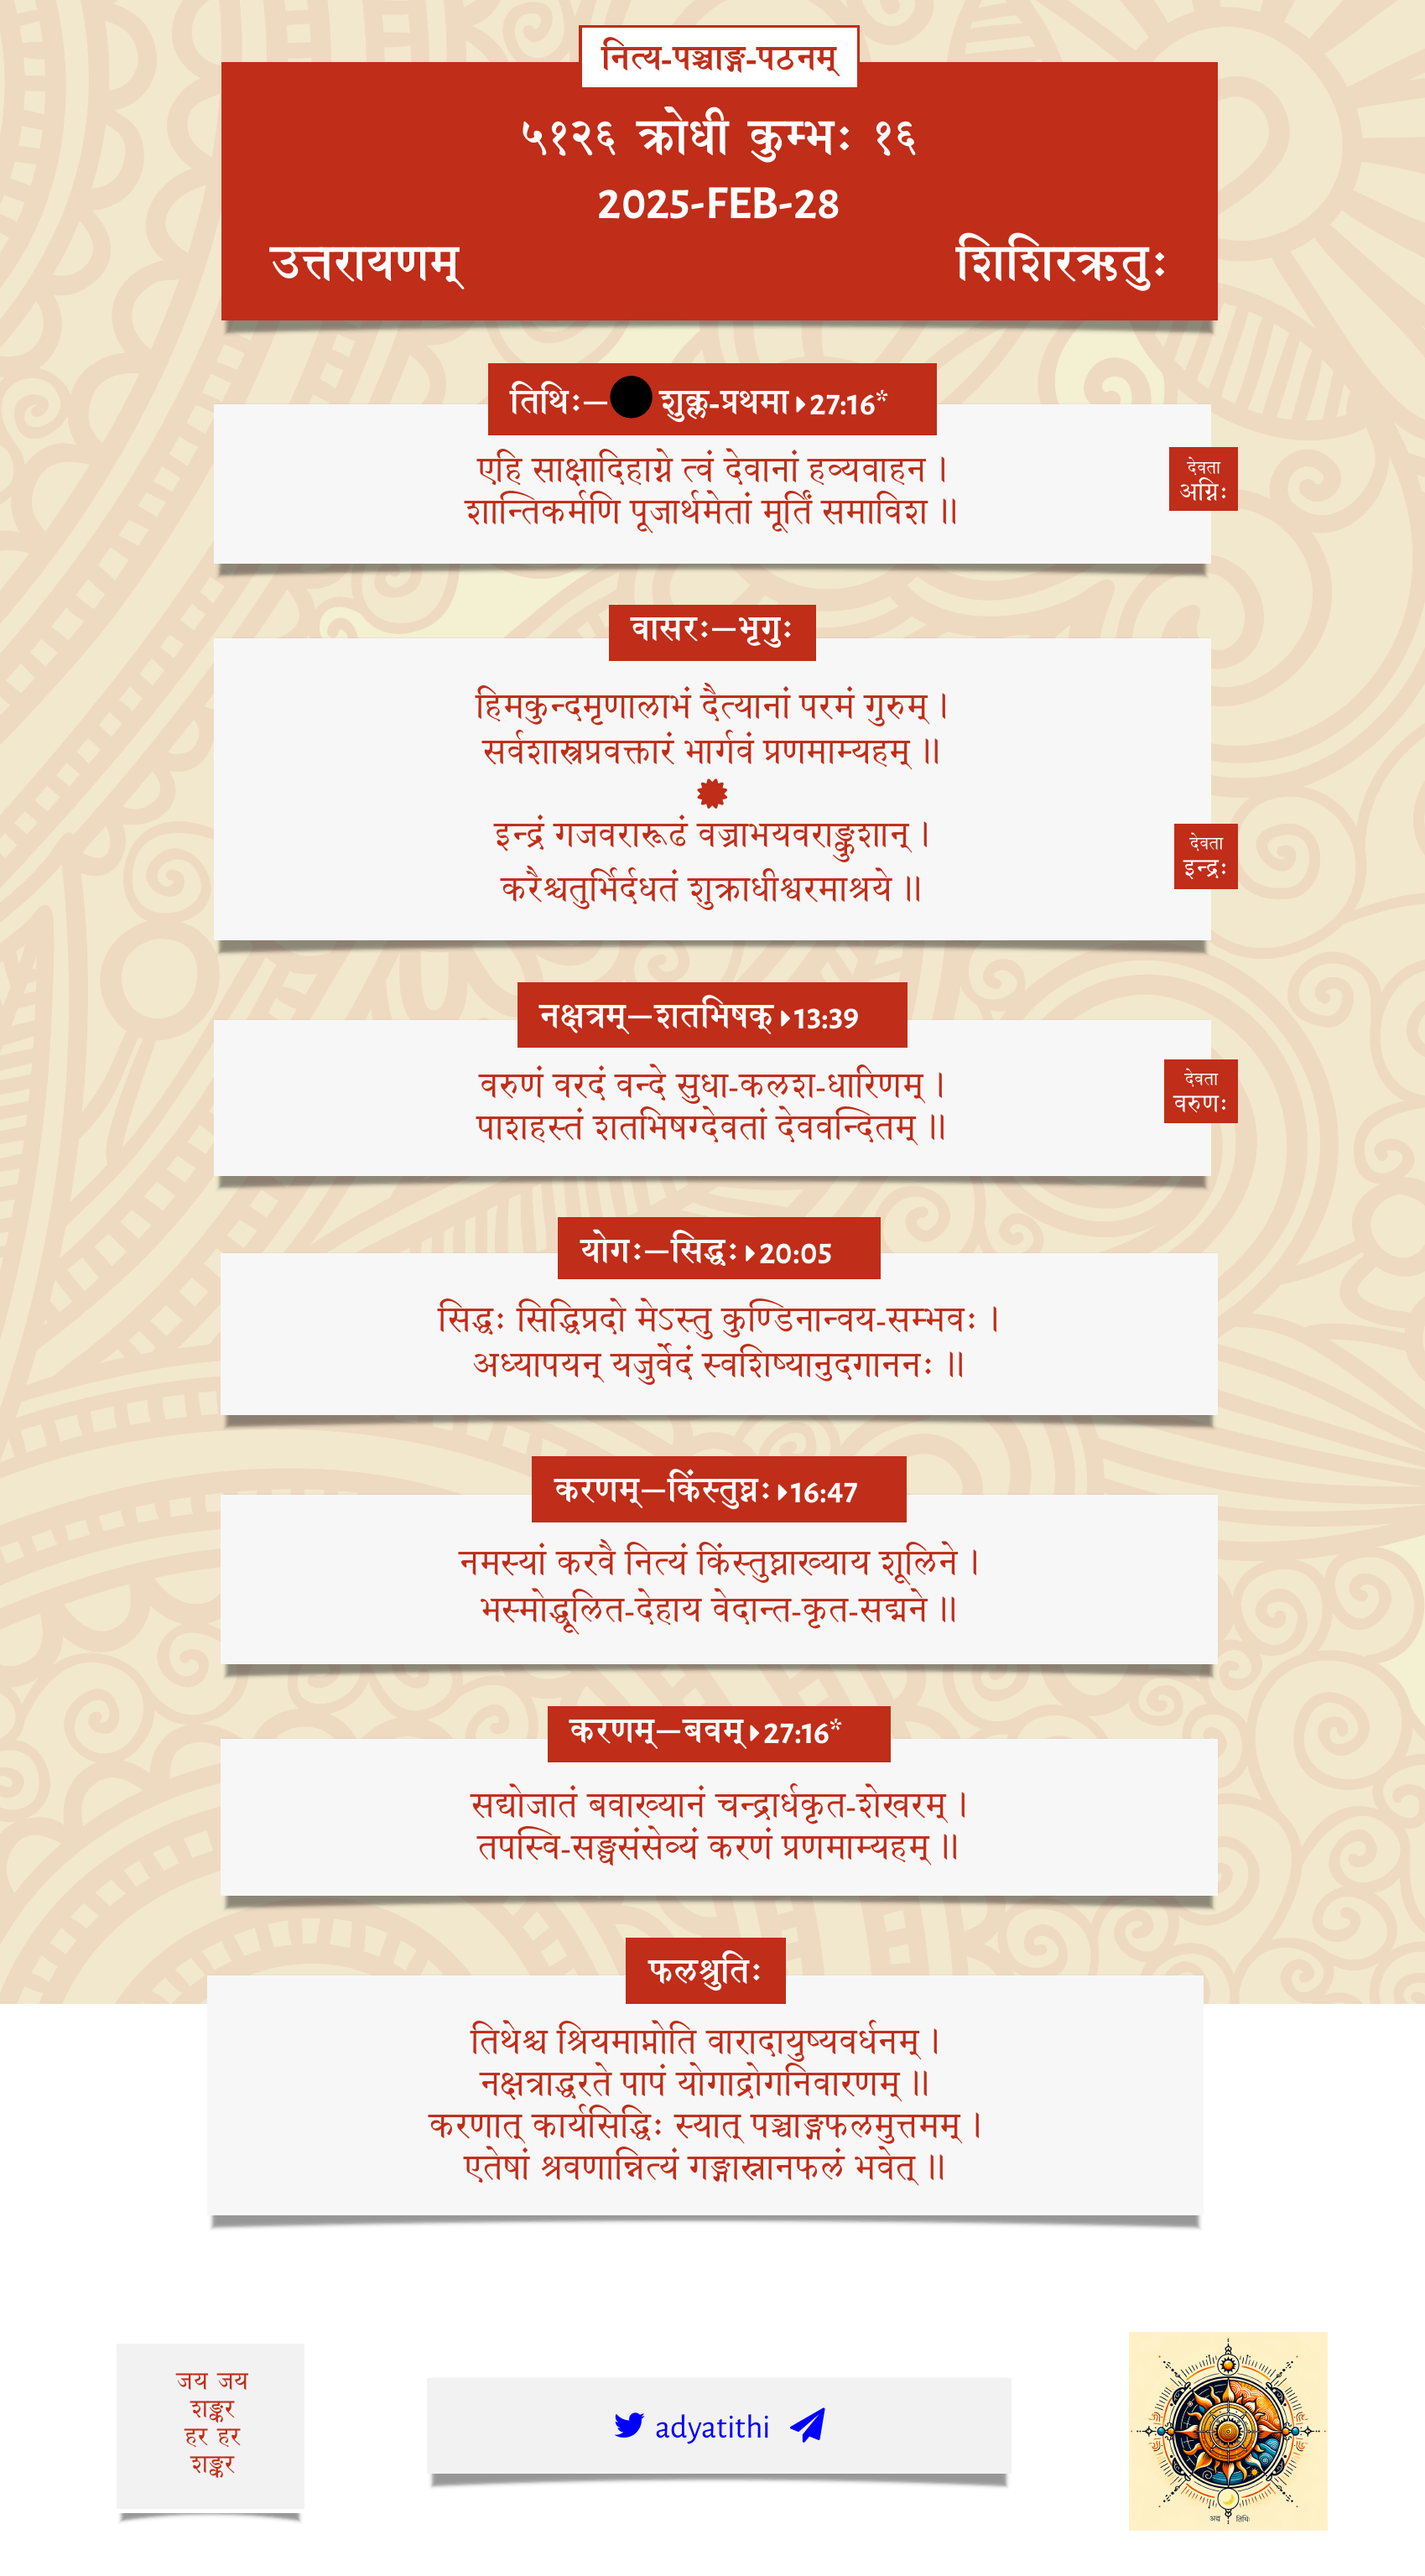 नित्य-पञ्चाङ्ग-पठनम्
५१२६ क्रोधी कुम्भः १६
2025-FEB-28
उत्तरायणम्
शिशिरऋतुः
तिथिः—शुक्ल-प्रथमा 27:16*
एहि साक्षादिहाग्ने त्वं देवानां हव्यवाहन ।
शान्तिकर्मणि पूजार्थमेतां मूर्तिं समाविश ॥
देवता
अग्निः
वासरः—भृगुः
हिमकुन्दमृणालाभं दैत्यानां परमं गुरुम् ।
सर्वशास्त्रप्रवक्तारं भार्गवं प्रणमाम्यहम् ॥
इन्द्रं गजवरारूढं वज्राभयवराङ्कुशान् ।
करैश्चतुर्भिर्दधतं शुक्राधीश्वरमाश्रये ॥
देवता
इन्द्रः
नक्षत्रम्—शतभिषक् 13:39
वरुणं वरदं वन्दे सुधा-कलश-धारिणम् ।
पाशहस्तं शतभिषग्देवतां देववन्दितम् ॥
देवता
वरुणः
योगः—सिद्धः 20:05
सिद्धः सिद्धिप्रदो मेऽस्तु कुण्डिनान्वय-सम्भवः ।
अध्यापयन् यजुर्वेदं स्वशिष्यानुदगाननः ॥
करणम्—किंस्तुघ्नः 16:47
नमस्यां करवै नित्यं किंस्तुघ्नाख्याय शूलिने ।
भस्मोद्धूलित-देहाय वेदान्त-कृत-सद्मने ॥
करणम्—बवम् 27:16*
सद्योजातं बवाख्यानं चन्द्रार्धकृत-शेखरम् ।
तपस्वि-सङ्घसंसेव्यं करणं प्रणमाम्यहम् ॥
फलश्रुतिः
तिथेश्च श्रियमाप्नोति वारादायुष्यवर्धनम् ।
नक्षत्राद्धरते पापं योगाद्रोगनिवारणम् ॥
करणात् कार्यसिद्धिः स्यात् पञ्चाङ्गफलमुत्तमम् ।
एतेषां श्रवणान्नित्यं गङ्गास्नानफलं भवेत् ॥
जय जय
शङ्कर
हर हर
शङ्कर
adyatithi
अद्य तिथिः